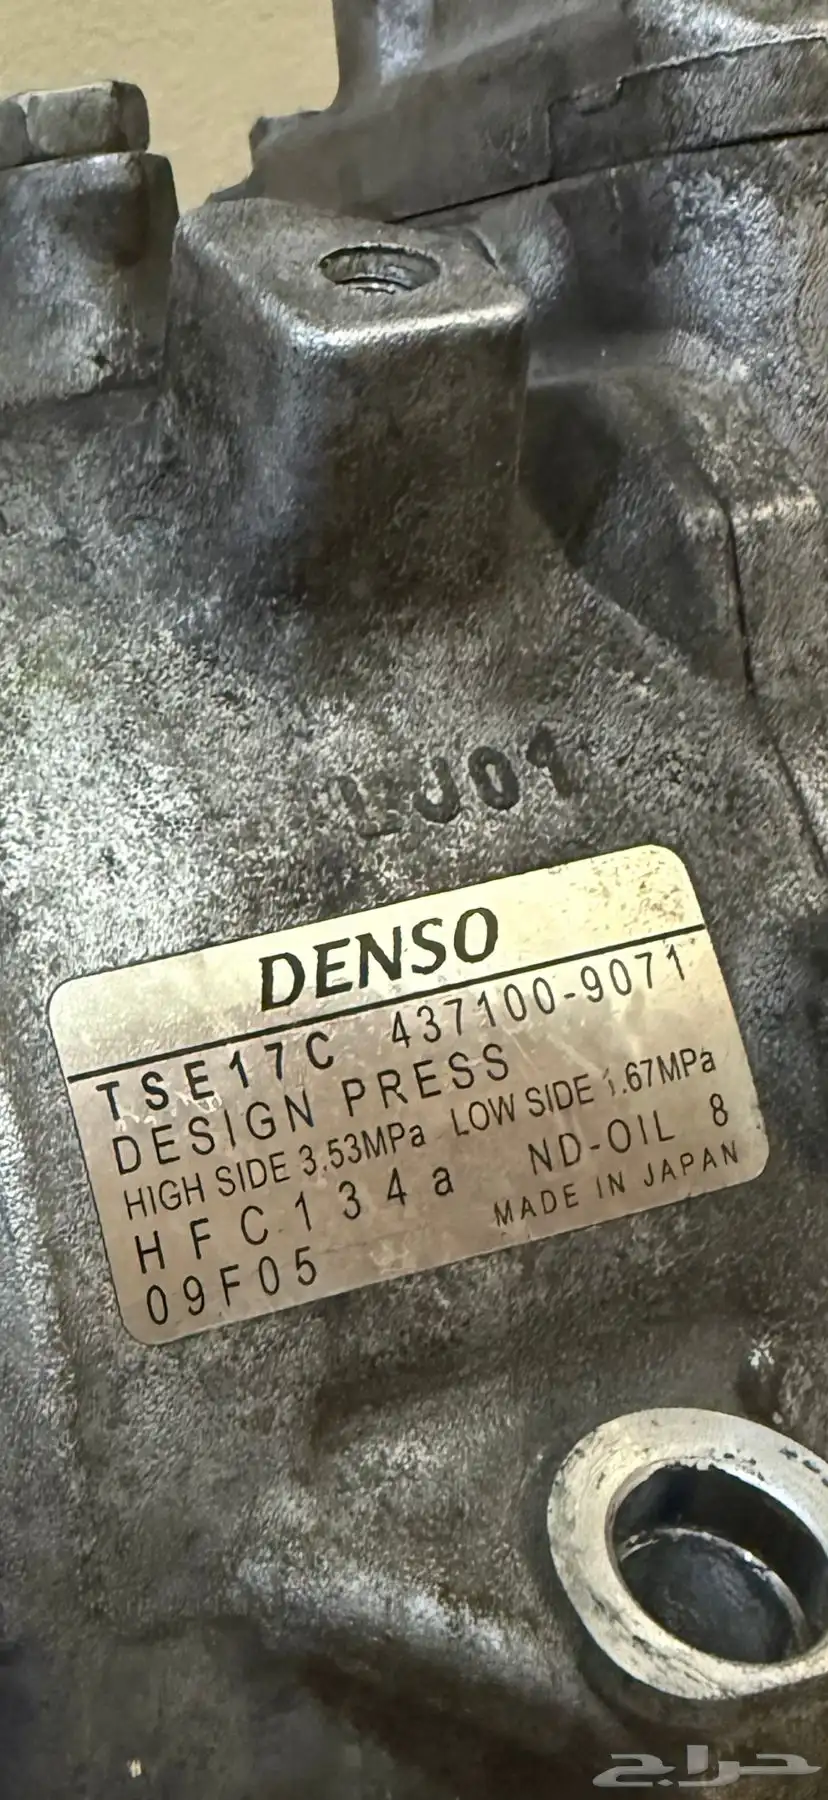 LJ01
DENSO
TSE17C 437100-9071
DESIGN PRESS
HIGH SIDE 3.53MPa LOW SIDE 1.67MPa
HFC134a ND-OIL 8
09F05 MADE IN JAPAN
حراج